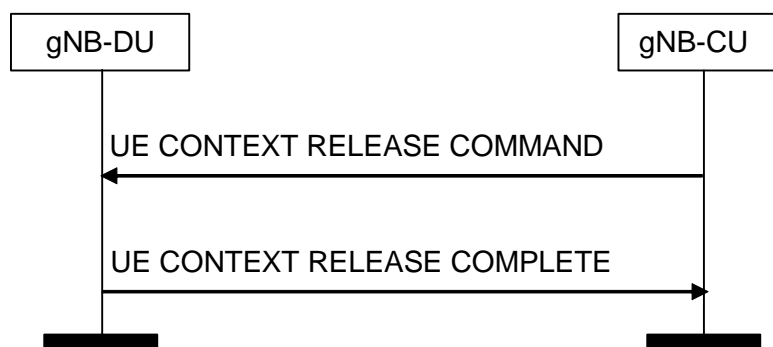 gNB-DU
gNB-CU
UE CONTEXT RELEASE COMMAND
UE CONTEXT RELEASE COMPLETE